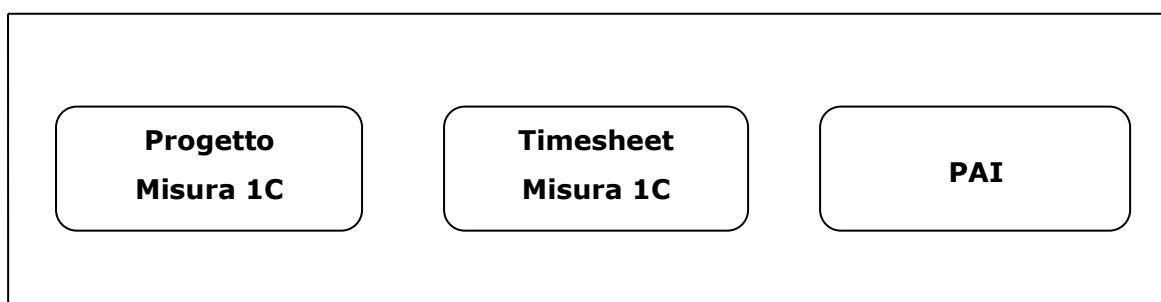 Progetto
Misura 1C
Timesheet
Misura 1C
PAI